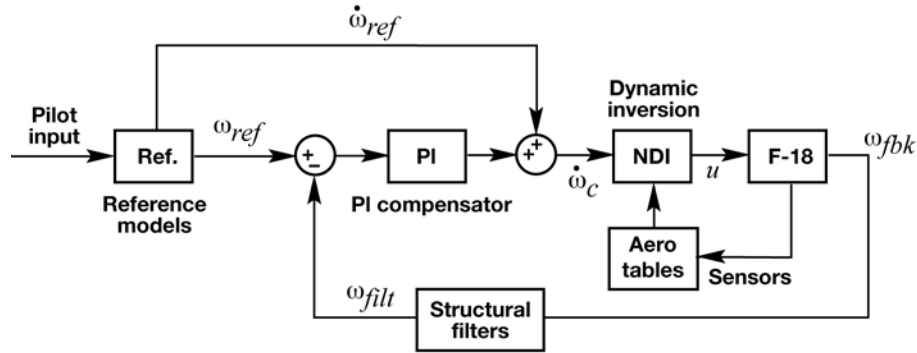 ω̇ref
Pilot
input
Ref.
Reference
models
ωref
+
−
PI
PI compensator
+
+
ω̇c
Dynamic
inversion
NDI
u
F-18
ωfbk
Aero
tables
Sensors
ωfilt
Structural
filters